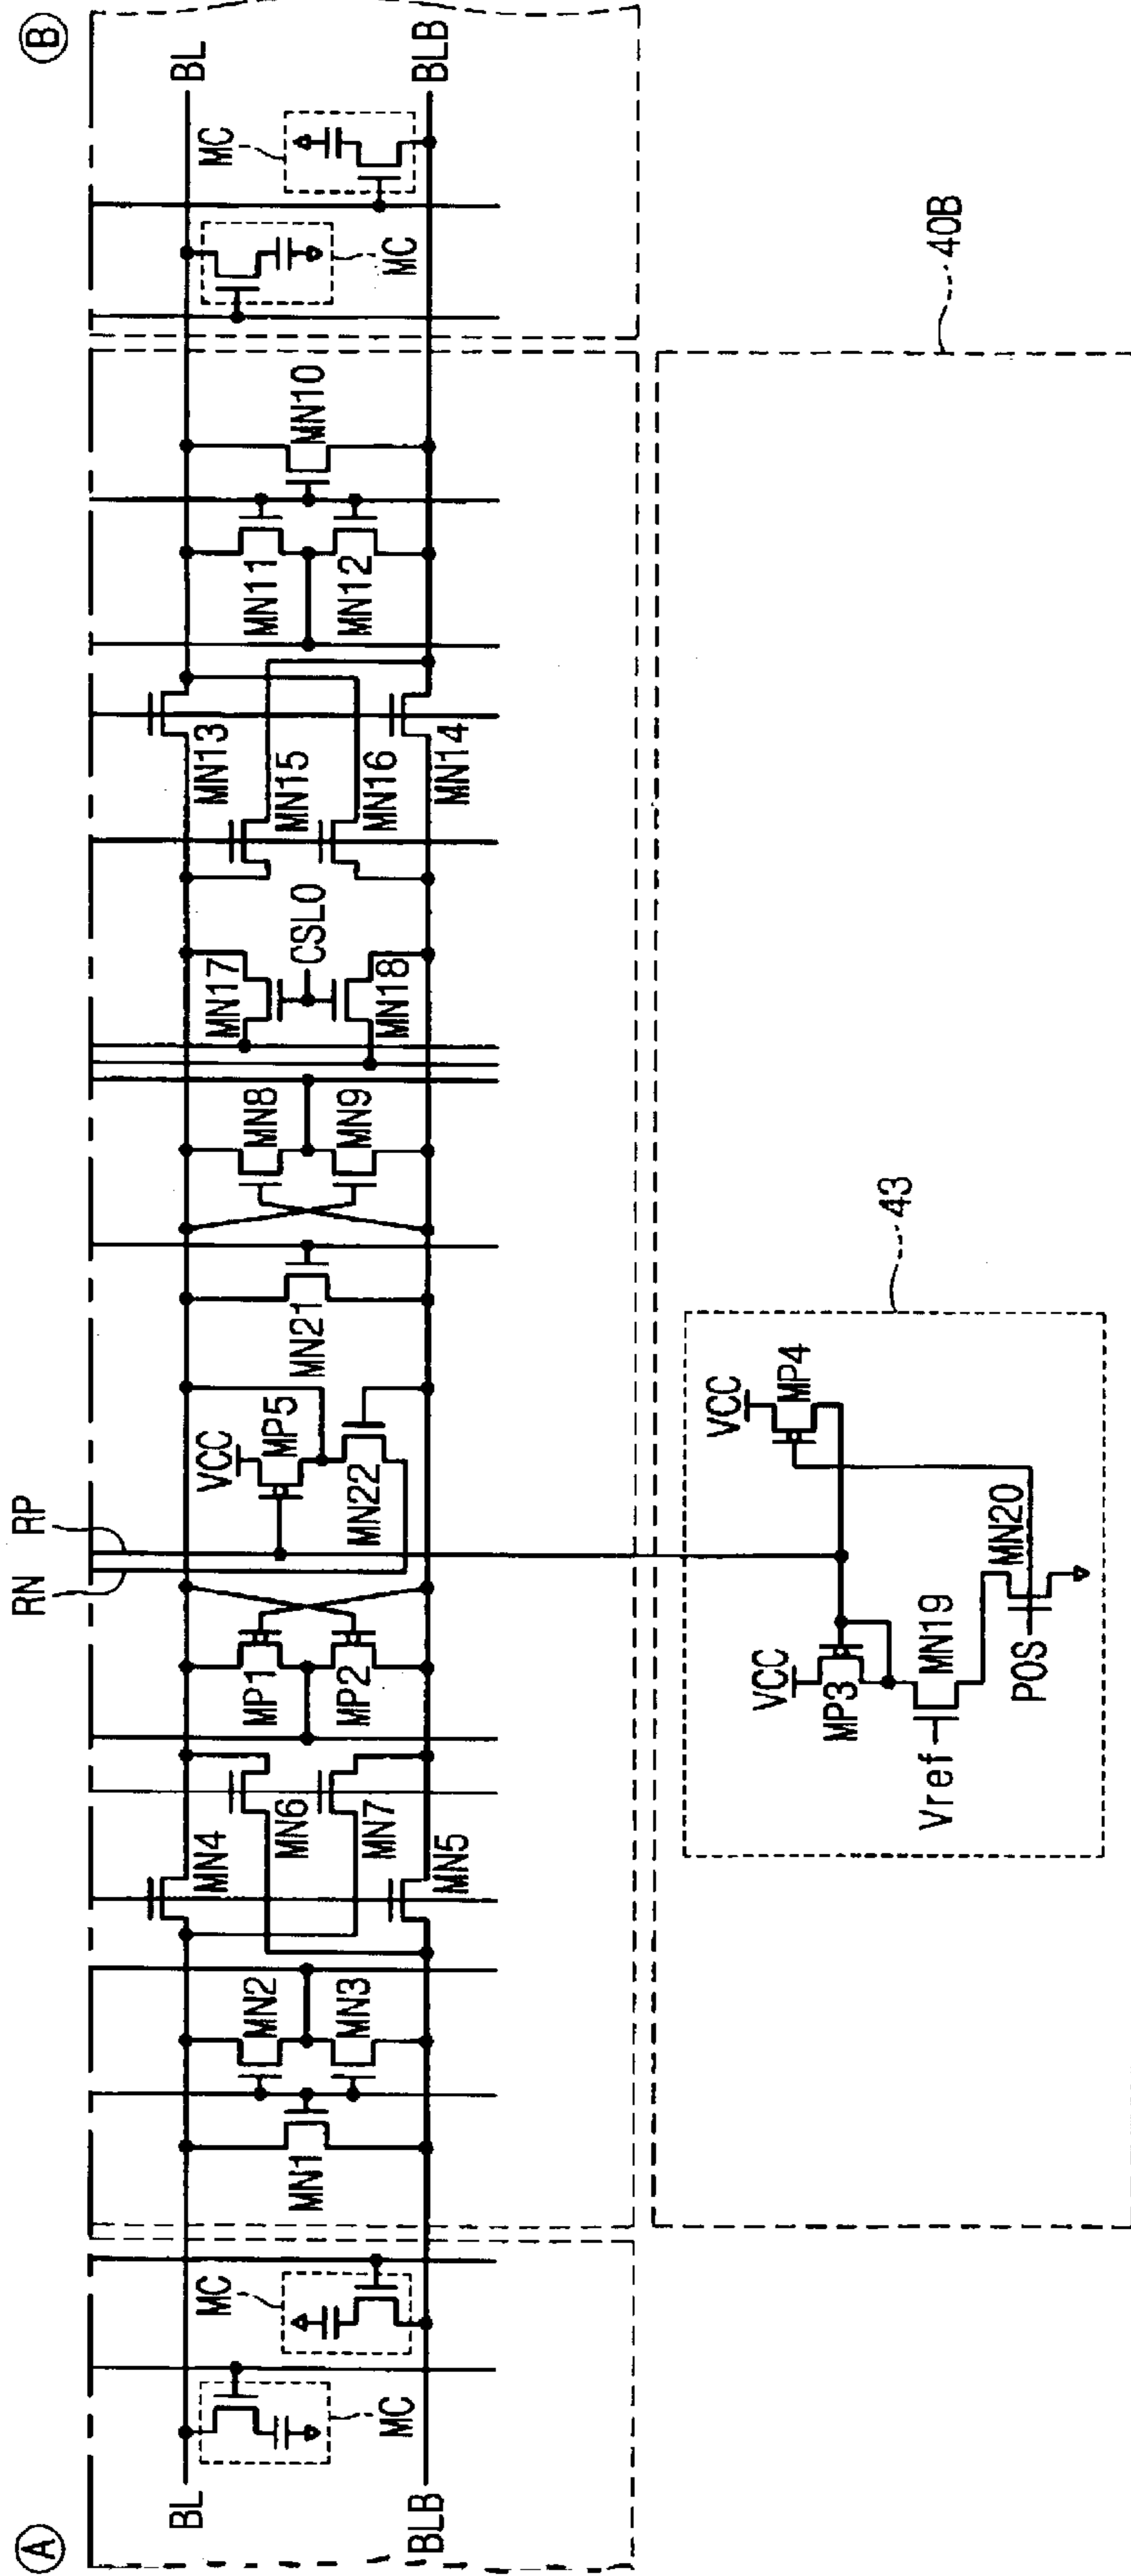 A
B
RN
RP
BL
BL
MC
MC
MC
MC
BLB
BLB
MN1
MN2
MN3
MN4
MN5
MN6
MN7
MP1
MP2
VCC
MP5
MN22
MN21
MN8
MN9
MN17
CSL0
MN18
MN13
MN15
MN16
MN14
MN11
MN12
MN10
40B
43
VCC
MP3
Vref
MN19
POS
MN20
VCC
MP4